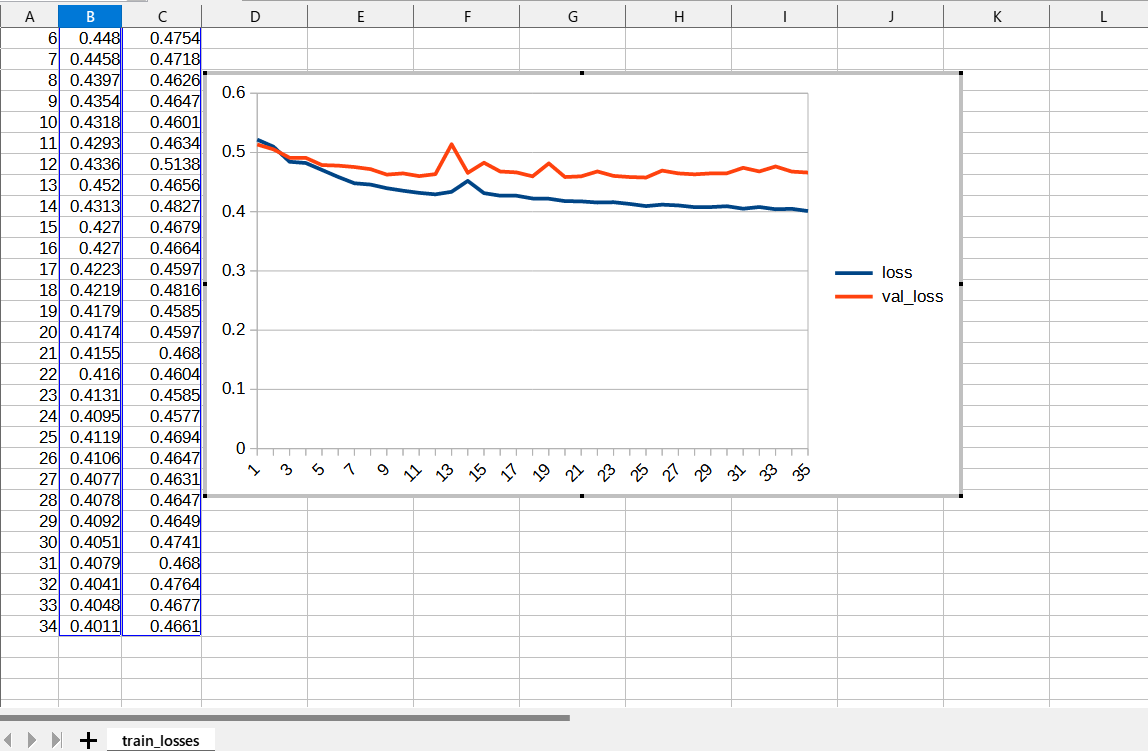 A B C D E F G H I J K L
6 0.448 0.4754
7 0.4458 0.4718
8 0.4397 0.4626
9 0.4354 0.4647
10 0.4318 0.4601
11 0.4293 0.4634
12 0.4336 0.5138
13 0.452 0.4656
14 0.4313 0.4827
15 0.427 0.4679
16 0.427 0.4664
17 0.4223 0.4597
18 0.4219 0.4816
19 0.4179 0.4585
20 0.4174 0.4597
21 0.4155 0.468
22 0.416 0.4604
23 0.4131 0.4585
24 0.4095 0.4577
25 0.4119 0.4694
26 0.4106 0.4647
27 0.4077 0.4631
28 0.4078 0.4647
29 0.4092 0.4649
30 0.4051 0.4741
31 0.4079 0.468
32 0.4041 0.4764
33 0.4048 0.4677
34 0.4011 0.4661
0.6
0.5
0.4
0.3
0.2
0.1
0
1 3 5 7 9 11 13 15 17 19 21 23 25 27 29 31 33 35
loss
val_loss
train_losses